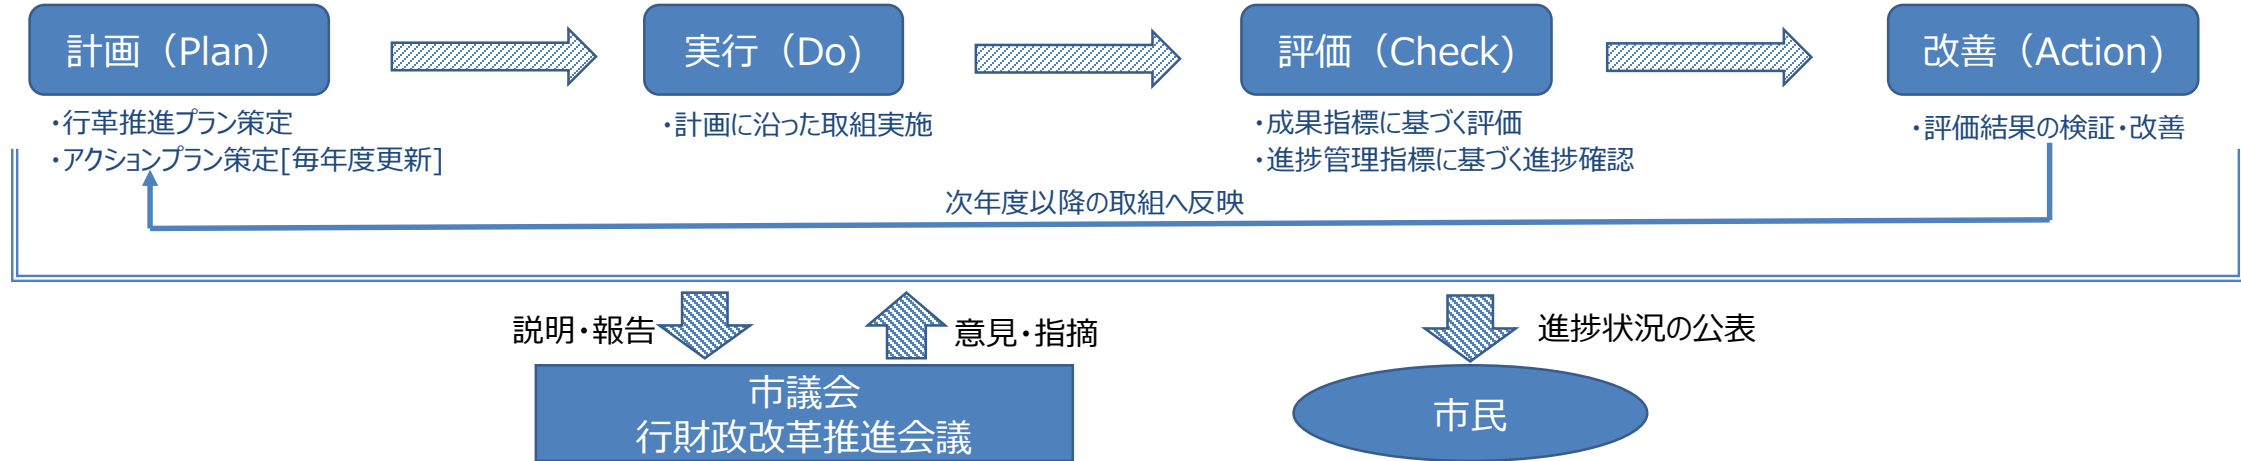 計画（Plan）
実行（Do)
評価（Check)
改善（Action)
・行革推進プラン策定
・アクションプラン策定[毎年度更新]
・計画に沿った取組実施
・成果指標に基づく評価
・進捗管理指標に基づく進捗確認
・評価結果の検証・改善
次年度以降の取組へ反映
説明・報告
意見・指摘
進捗状況の公表
市議会
行財政改革推進会議
市民